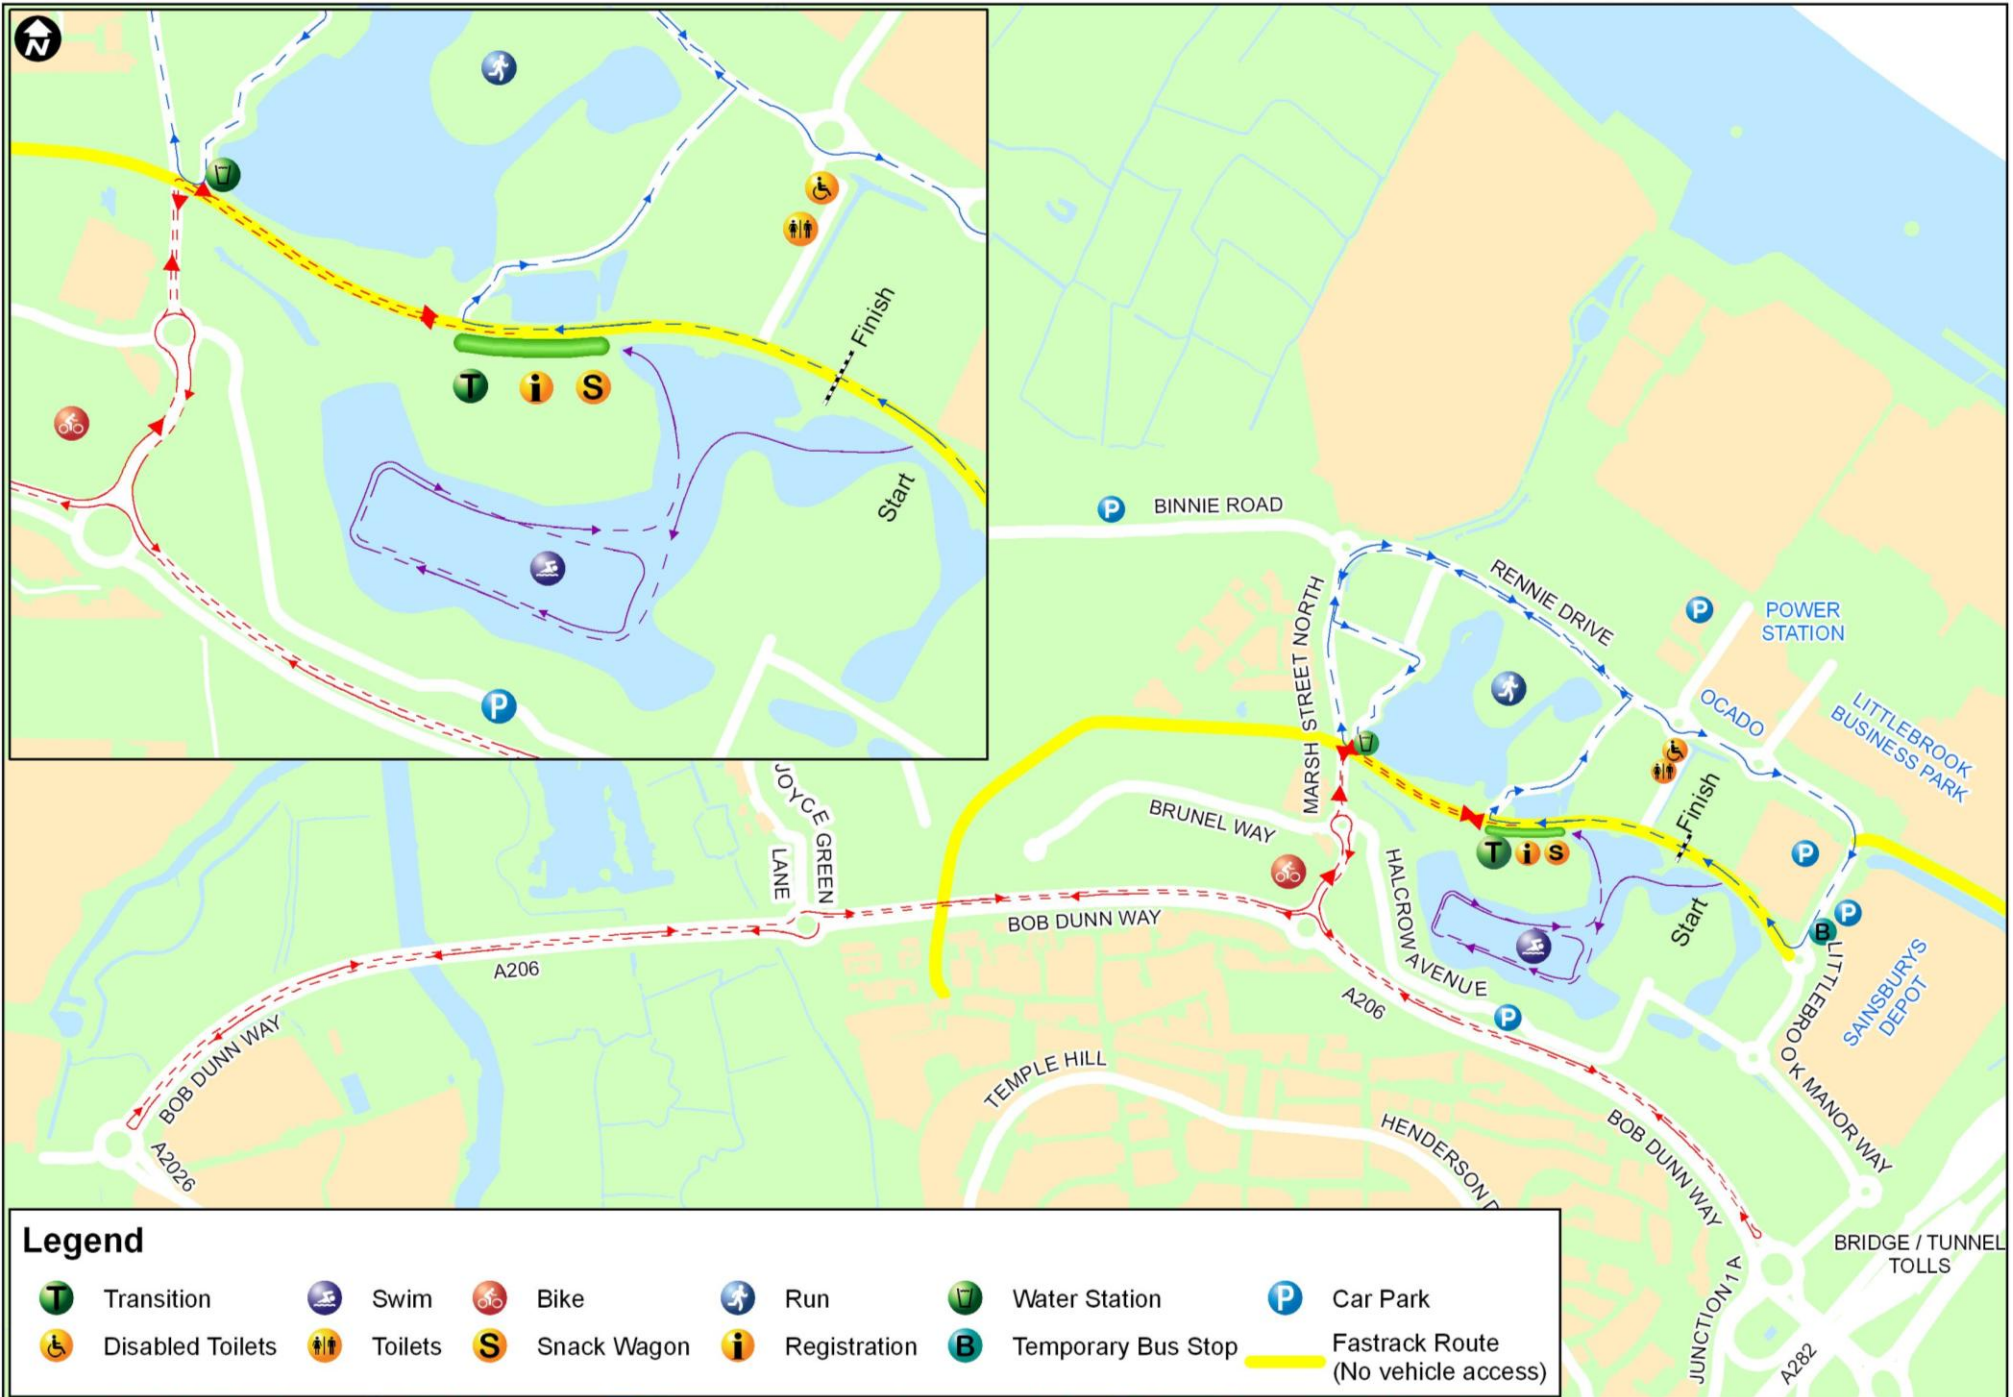 N
T
i
S
P
Finish
Start
BINNIE ROAD
P
RENNIE DRIVE
P
POWER
STATION
MARSH STREET NORTH
OCADO
LITTLEBROOK
BUSINESS PARK
JOYCE GREEN
LANE
BRUNEL WAY
T
i
S
Finish
Start
P
P
B
HALCROW AVENUE
BOB DUNN WAY
A206
A206
P
SAINSBURYS
DEPOT
LITTLEBROOK MANOR WAY
BOB DUNN WAY
A2026
TEMPLE HILL
HENDERSON D
BOB DUNN WAY
BRIDGE / TUNNEL
TOLLS
JUNCTION 1 A
A282
Legend
T Transition
Swim
Bike
Run
Water Station
P Car Park
Disabled Toilets
Toilets
S Snack Wagon
i Registration
B Temporary Bus Stop
Fastrack Route
(No vehicle access)